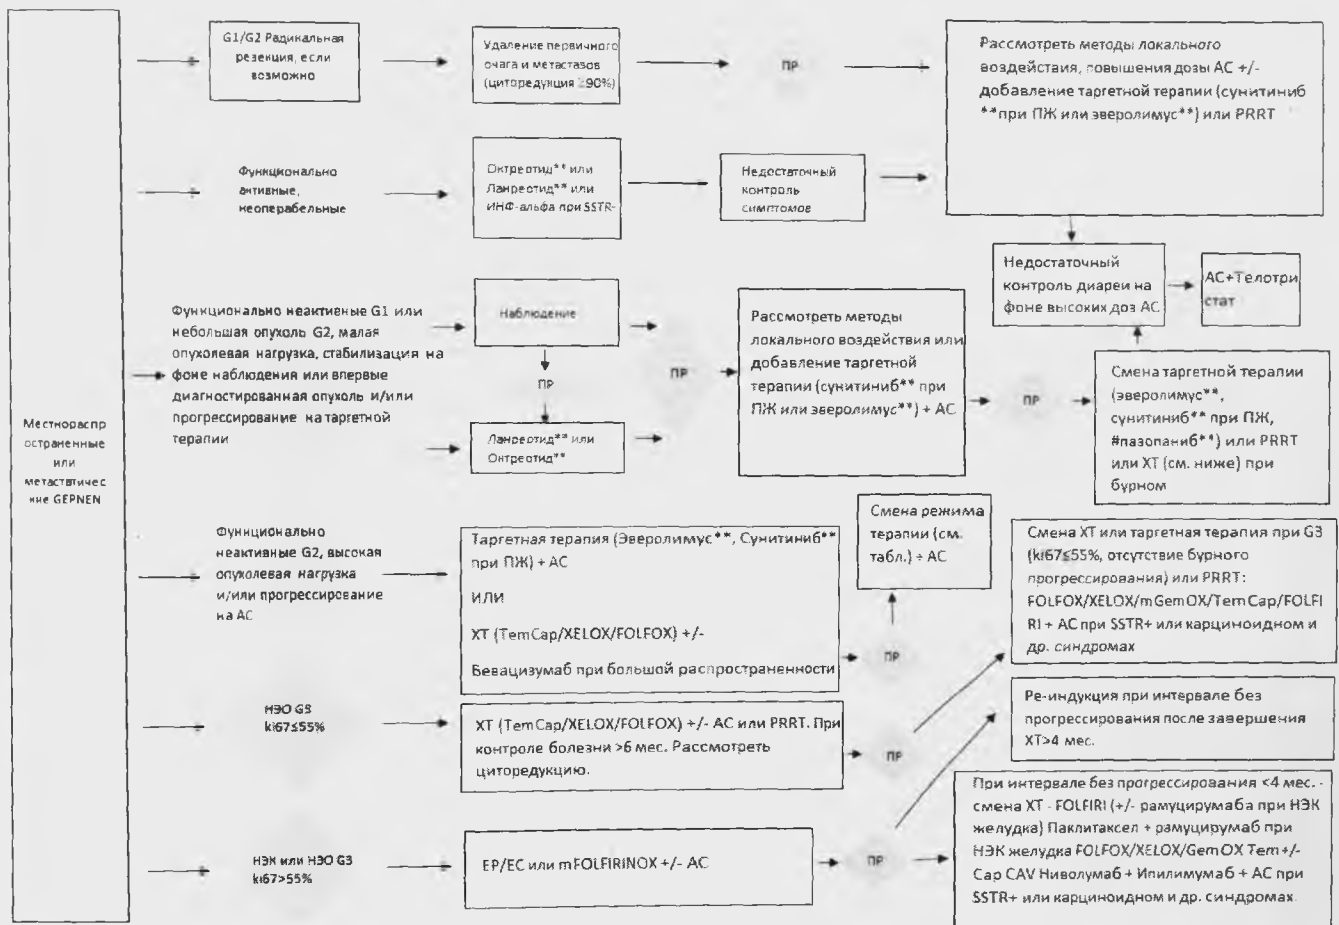 Местнораспр
остраненные
или
метастатичес
кие GEPNEN
G1/G2 Радикальная
резекция, если
возможно
Удаление первичного
очага и метастазов
(циторедукция ≥90%)
ПР
Рассмотреть методы локального
воздействия, повышения дозы АС +/-
добавление таргетной терапии (сунитиниб
**при ПЖ или эверолимус**) или PRRT
Функционально
активные,
неоперабельные
Октреотид** или
Ланреотид** или
ИНФ-альфа при SSTR-
Недостаточный
контроль
симптомов
Недостаточный
контроль диареи на
фоне высоких доз АС
АС+Телотри
стат
Функционально неактивные G1 или
небольшая опухоль G2, малая
опухолевая нагрузка, стабилизация на
фоне наблюдения или впервые
диагностированная опухоль и/или
прогрессирование на таргетной
терапии
Наблюдение
ПР
Ланреотид** или
Октреотид**
ПР
Рассмотреть методы
локального воздействия или
добавление таргетной
терапии (сунитиниб** при
ПЖ или эверолимус**) + АС
ПР
Смена таргетной терапии
(эверолимус**,
сунитиниб** при ПЖ,
#пазопаниб**) или PRRT
или ХТ (см. ниже) при
бурном
Функционально
неактивные G2, высокая
опухолевая нагрузка
и/или прогрессирование
на АС
Таргетная терапия (Эверолимус**, Сунитиниб**
при ПЖ) + АС
ИЛИ
ХТ (TemCap/XELOX/FOLFOX) +/-
Бевацизумаб при большой распространенности
ПР
Смена режима
терапии (см.
табл.) + АС
НЭО G3
ki67≤55%
ХТ (TemCap/XELOX/FOLFOX) +/- АС или PRRT. При
контроле болезни >6 мес. Рассмотреть
циторедукцию.
ПР
Смена ХТ или таргетная терапия при G3
(ki67≤55%, отсутствие бурного
прогрессирования) или PRRT:
FOLFOX/XELOX/mGemOX/TemCap/FOLFI
RI + АС при SSTR+ или карциноидном и
др. синдромах
НЭК или НЭО G3
ki67>55%
EP/EC или mFOLFIRINOX +/- АС
ПР
Ре-индукция при интервале без
прогрессирования после завершения
ХТ>4 мес.
При интервале без прогрессирования <4 мес. -
смена ХТ - FOLFIRI (+/- рамуцирумаба при НЭК
желудка) Паклитаксел + рамуцирумаб при
НЭК желудка FOLFOX/XELOX/GemOX Tem +/-
Cap CAV Ниволумаб + Ипилимумаб + АС при
SSTR+ или карциноидном и др. синдромах.